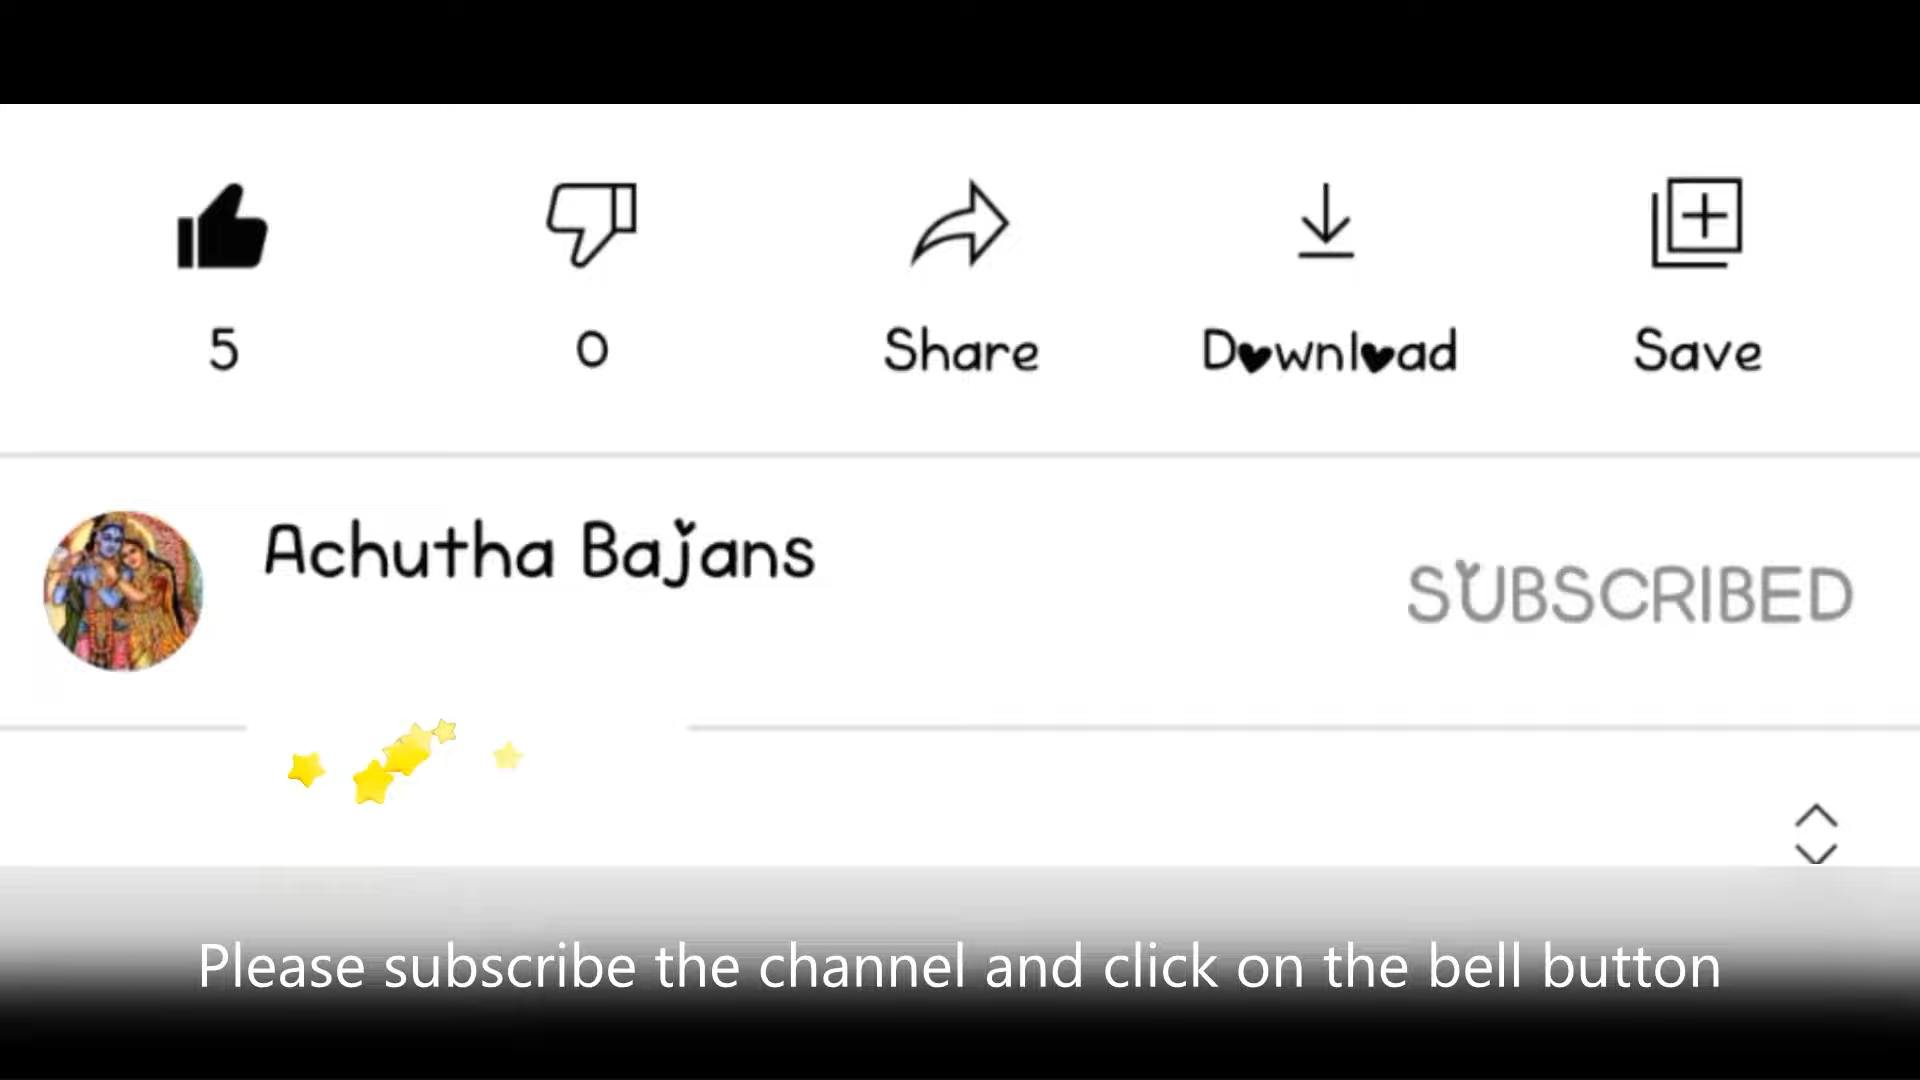 5
0
Share
Download
Save
Achutha Bajans
SUBSCRIBED
Please subscribe the channel and click on the bell button